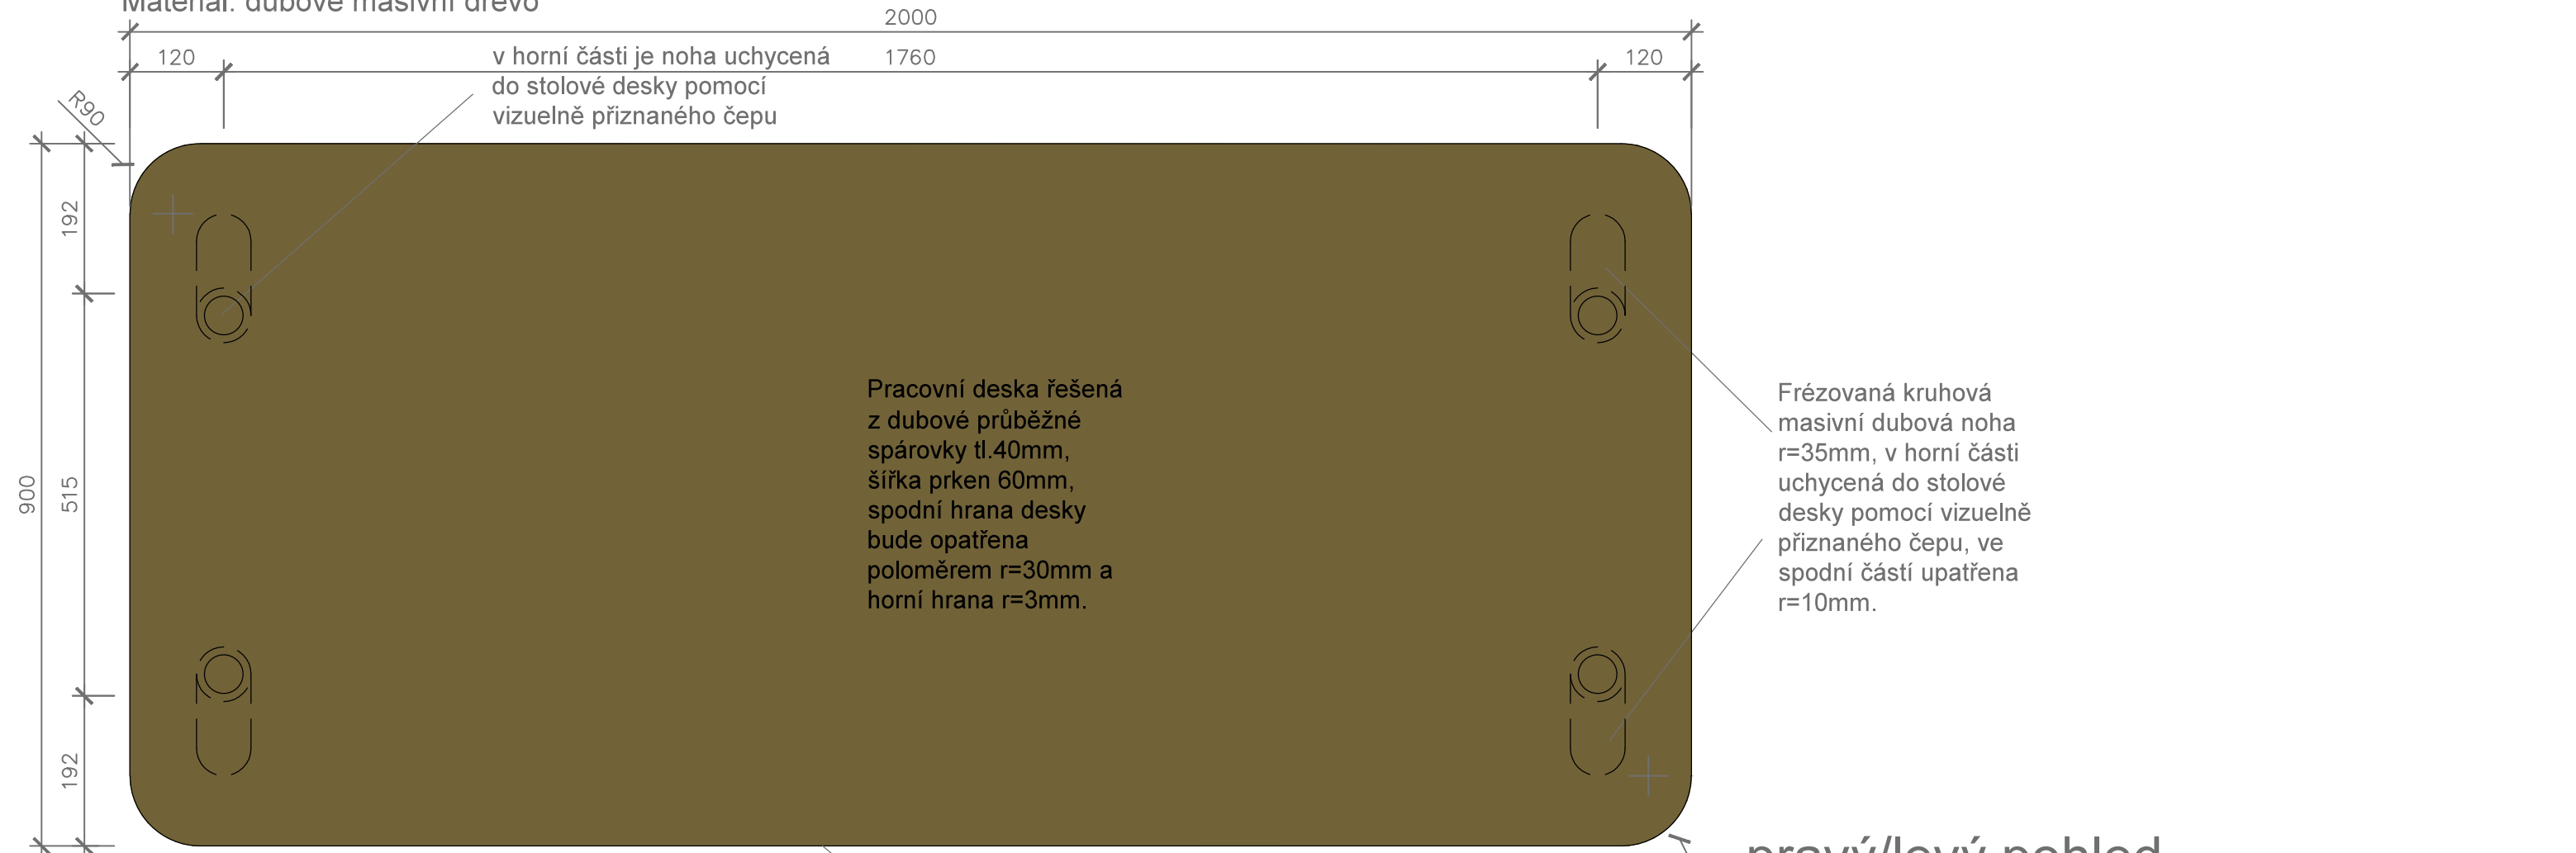 Materiál: dubové masivní dřevo
2000
120
1760
120
v horní části je noha uchycená
do stolové desky pomocí
vizuelně přiznaného čepu
R90
192
515
900
192
Pracovní deska řešená
z dubové průběžné
spárovky tl.40mm,
šířka prken 60mm,
spodní hrana desky
bude opatřena
poloměrem r=30mm a
horní hrana r=3mm.
Frézovaná kruhová
masivní dubová noha
r=35mm, v horní části
uchycená do stolové
desky pomocí vizuelně
přiznaného čepu, ve
spodní částí upatřena
r=10mm.
pravý/levý pohled